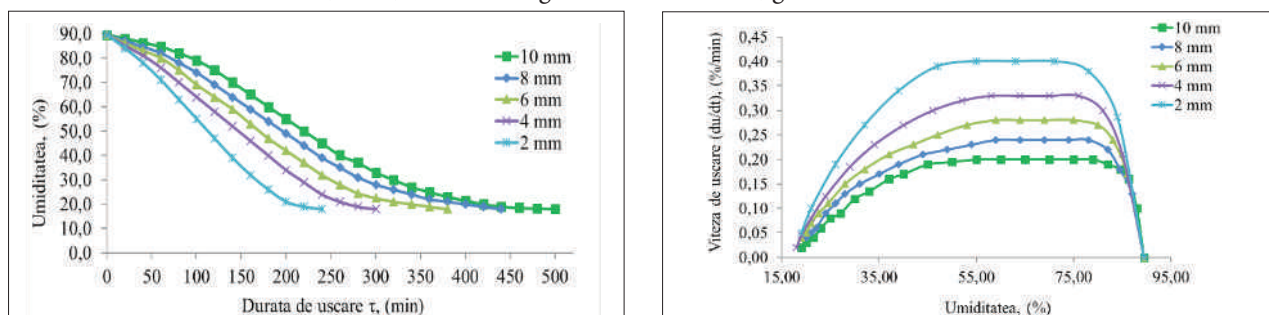 90,0
80,0
70,0
60,0
50,0
40,0
30,0
20,0
10,0
0,0
Umiditatea, (%)
0 50 100 150 200 250 300 350 400 450 500
Durata de uscare τ, (min)
10 mm
8 mm
6 mm
4 mm
2 mm
0,45
0,40
0,35
0,30
0,25
0,20
0,15
0,10
0,05
0,00
Viteza de uscare (du/dt), (%/min)
15,00 35,00 55,00 75,00 95,00
Umiditatea, (%)
10 mm
8 mm
6 mm
4 mm
2 mm